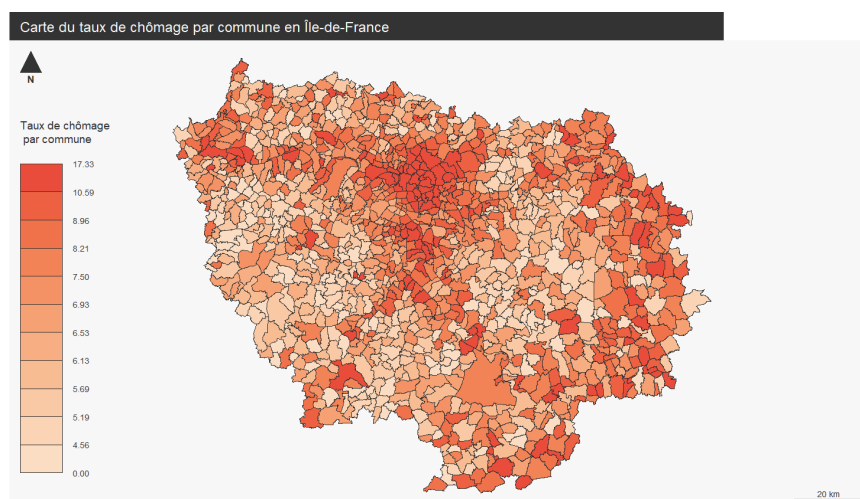 Carte du taux de chômage par commune en Île-de-France
N
Taux de chômage
par commune
17.33
10.59
8.96
8.21
7.50
6.93
6.53
6.13
5.69
5.19
4.56
0.00
20 km